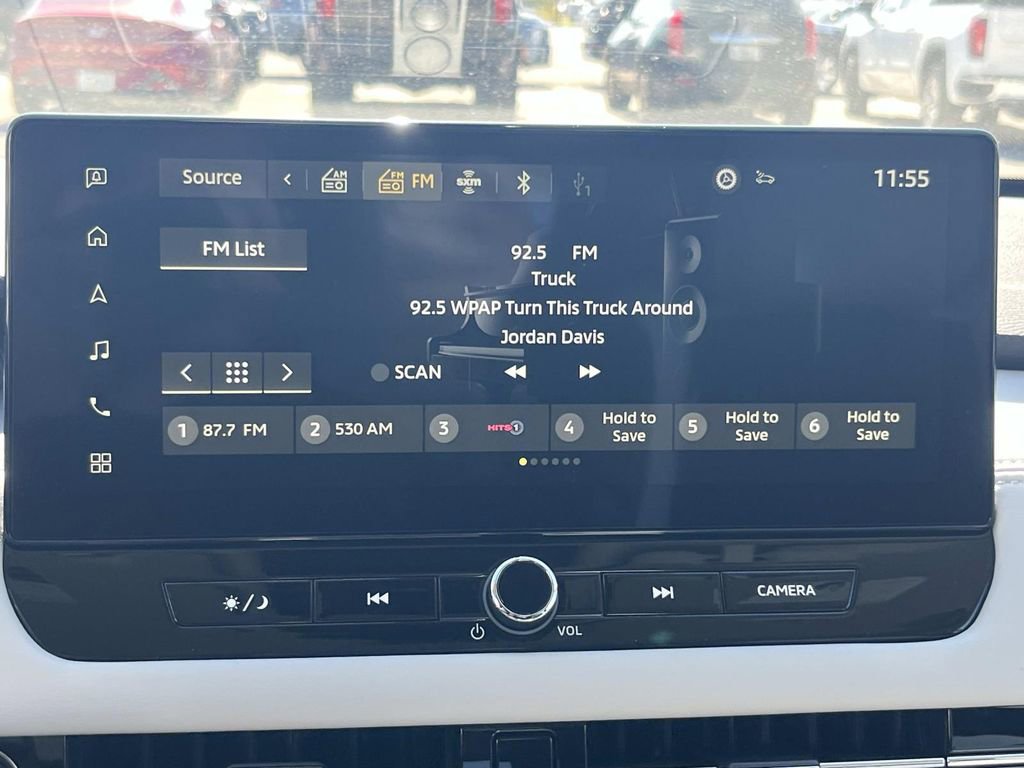 Source
AM
FM FM
sxm
1
11:55
FM List
92.5 FM
Truck
92.5 WPAP Turn This Truck Around
Jordan Davis
SCAN
1 87.7 FM
2 530 AM
3 HITS 1
4 Hold to
Save
5 Hold to
Save
6 Hold to
Save
CAMERA
VOL